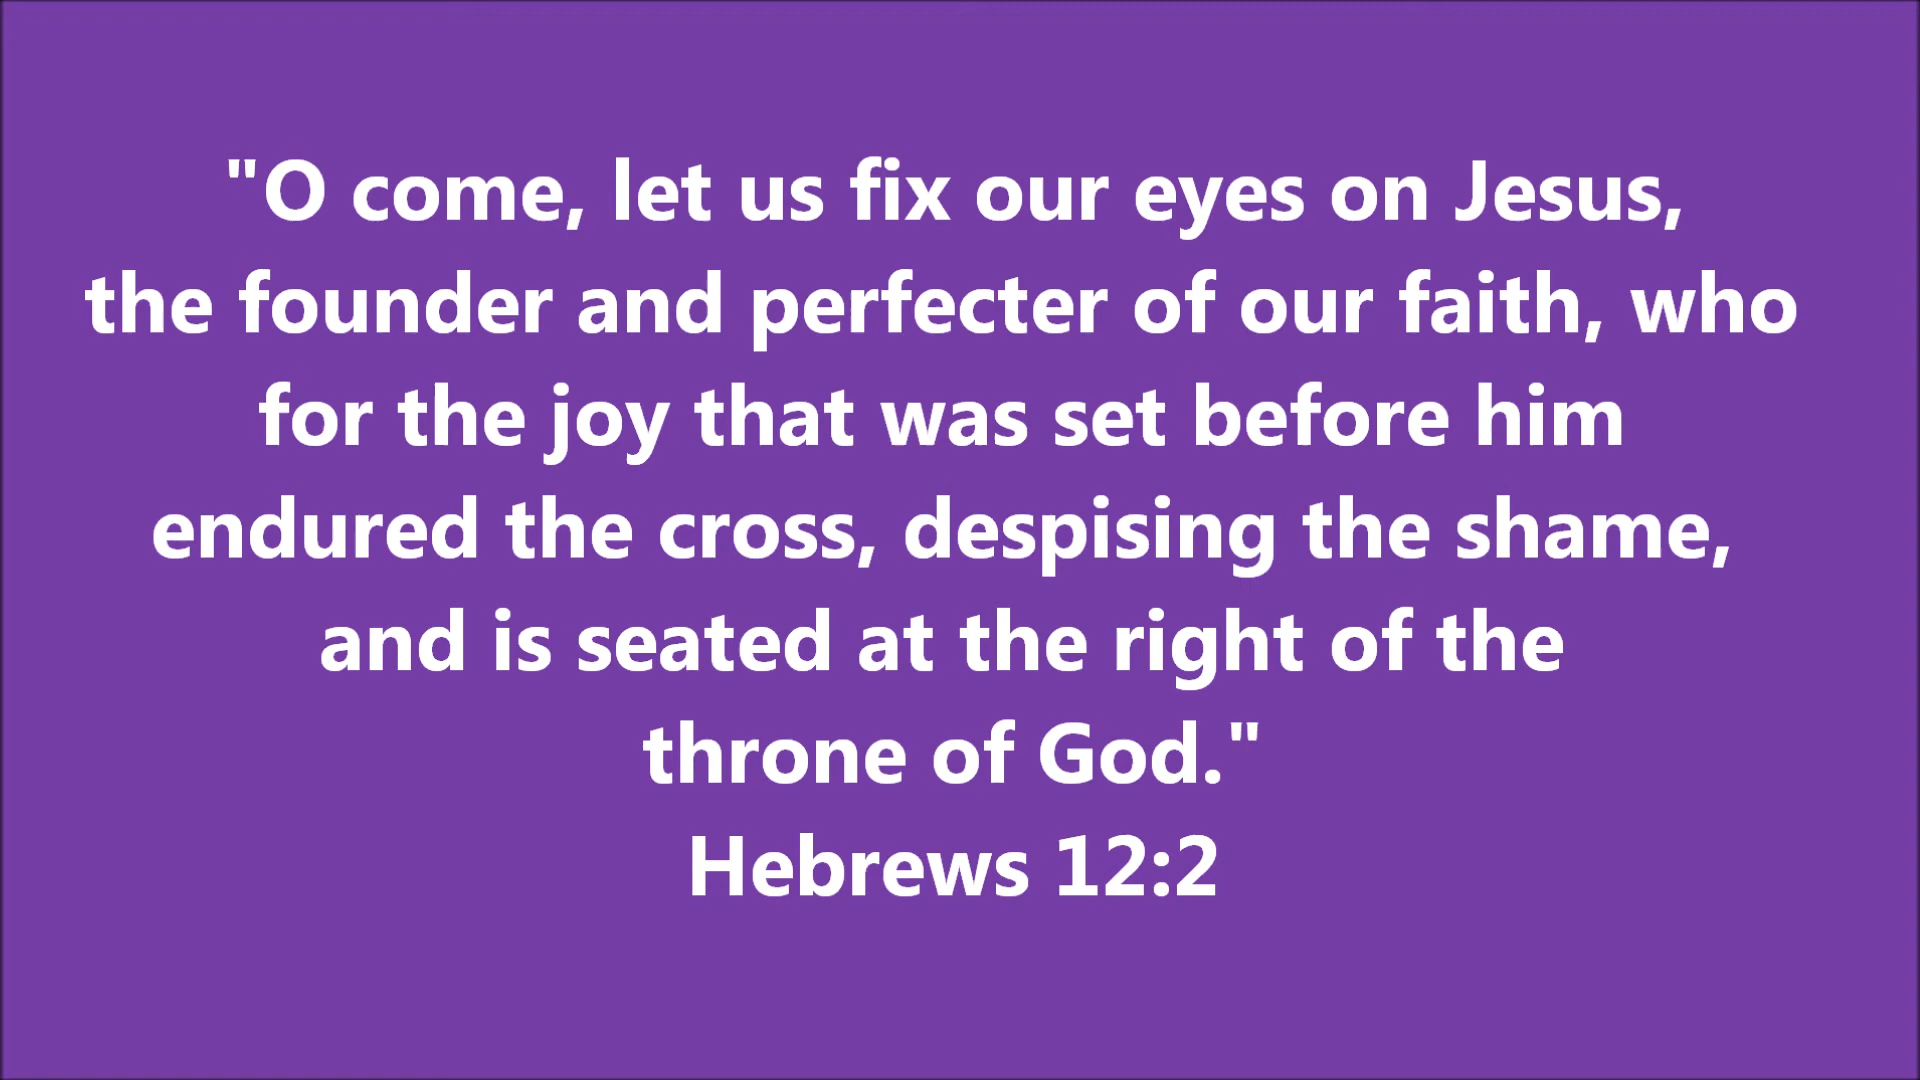 "O come, let us fix our eyes on Jesus,
the founder and perfecter of our faith, who
for the joy that was set before him
endured the cross, despising the shame,
and is seated at the right of the
throne of God."
Hebrews 12:2